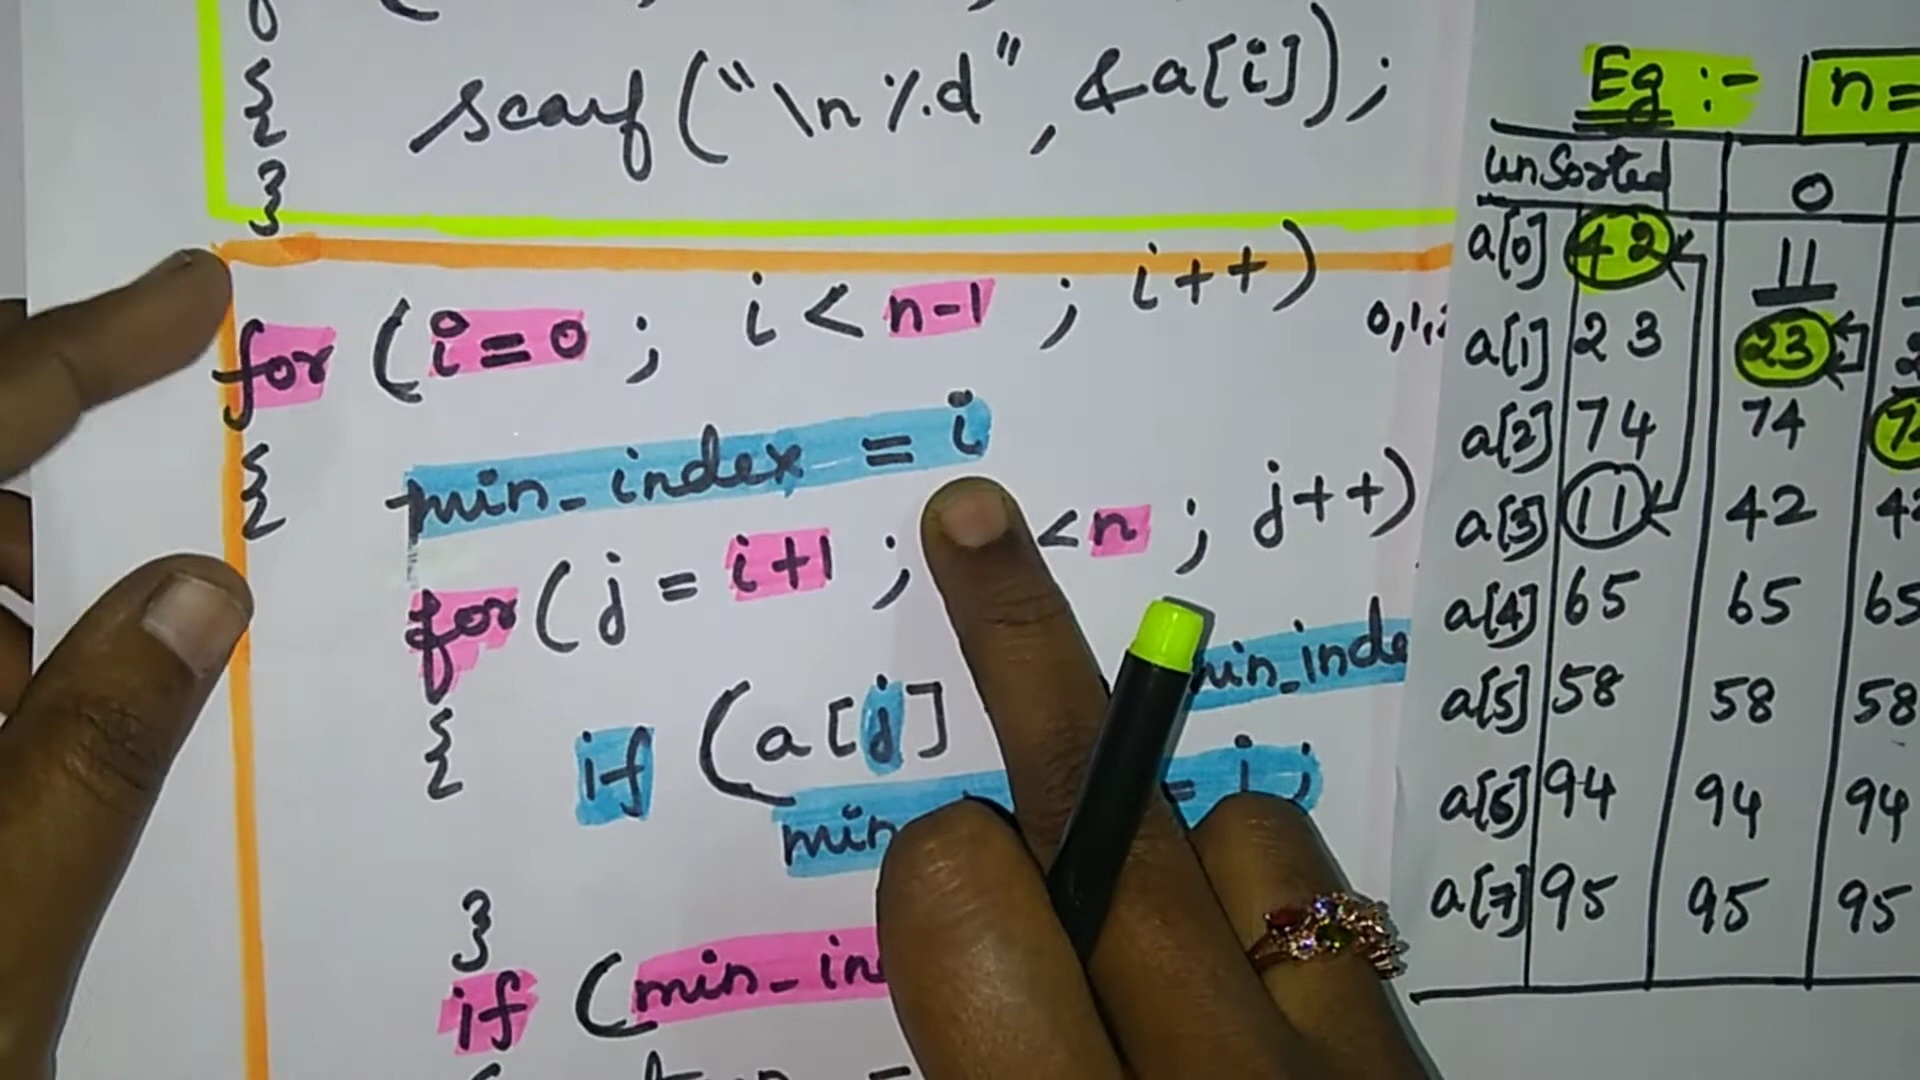 {
scanf("\n%d", &a[i]);
}
for (i=0; i<n-1; i++)
0,1,
{
min_index = i
for (j = i+1; <n; j++)
{
if (a[j] min_inde
min = j;
}
if (min-in
Eg:- n=
unSorted 0
a[0] 42 11
a[1] 23 23
a[2] 74 74
a[3] 11 42
a[4] 65 65 65
a[5] 58 58 58
a[6] 94 94 94
a[7] 95 95 95